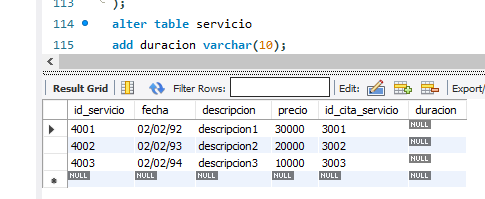 113 );
114 alter table servicio
115 add duracion varchar(10);
Result Grid Filter Rows: Edit: Export/
id_servicio fecha descripcion precio id_cita_servicio duracion
4001 02/02/92 descripcion1 30000 3001 NULL
4002 02/02/93 descripcion2 20000 3002 NULL
4003 02/02/94 descripcion3 10000 3003 NULL
NULL NULL NULL NULL NULL NULL